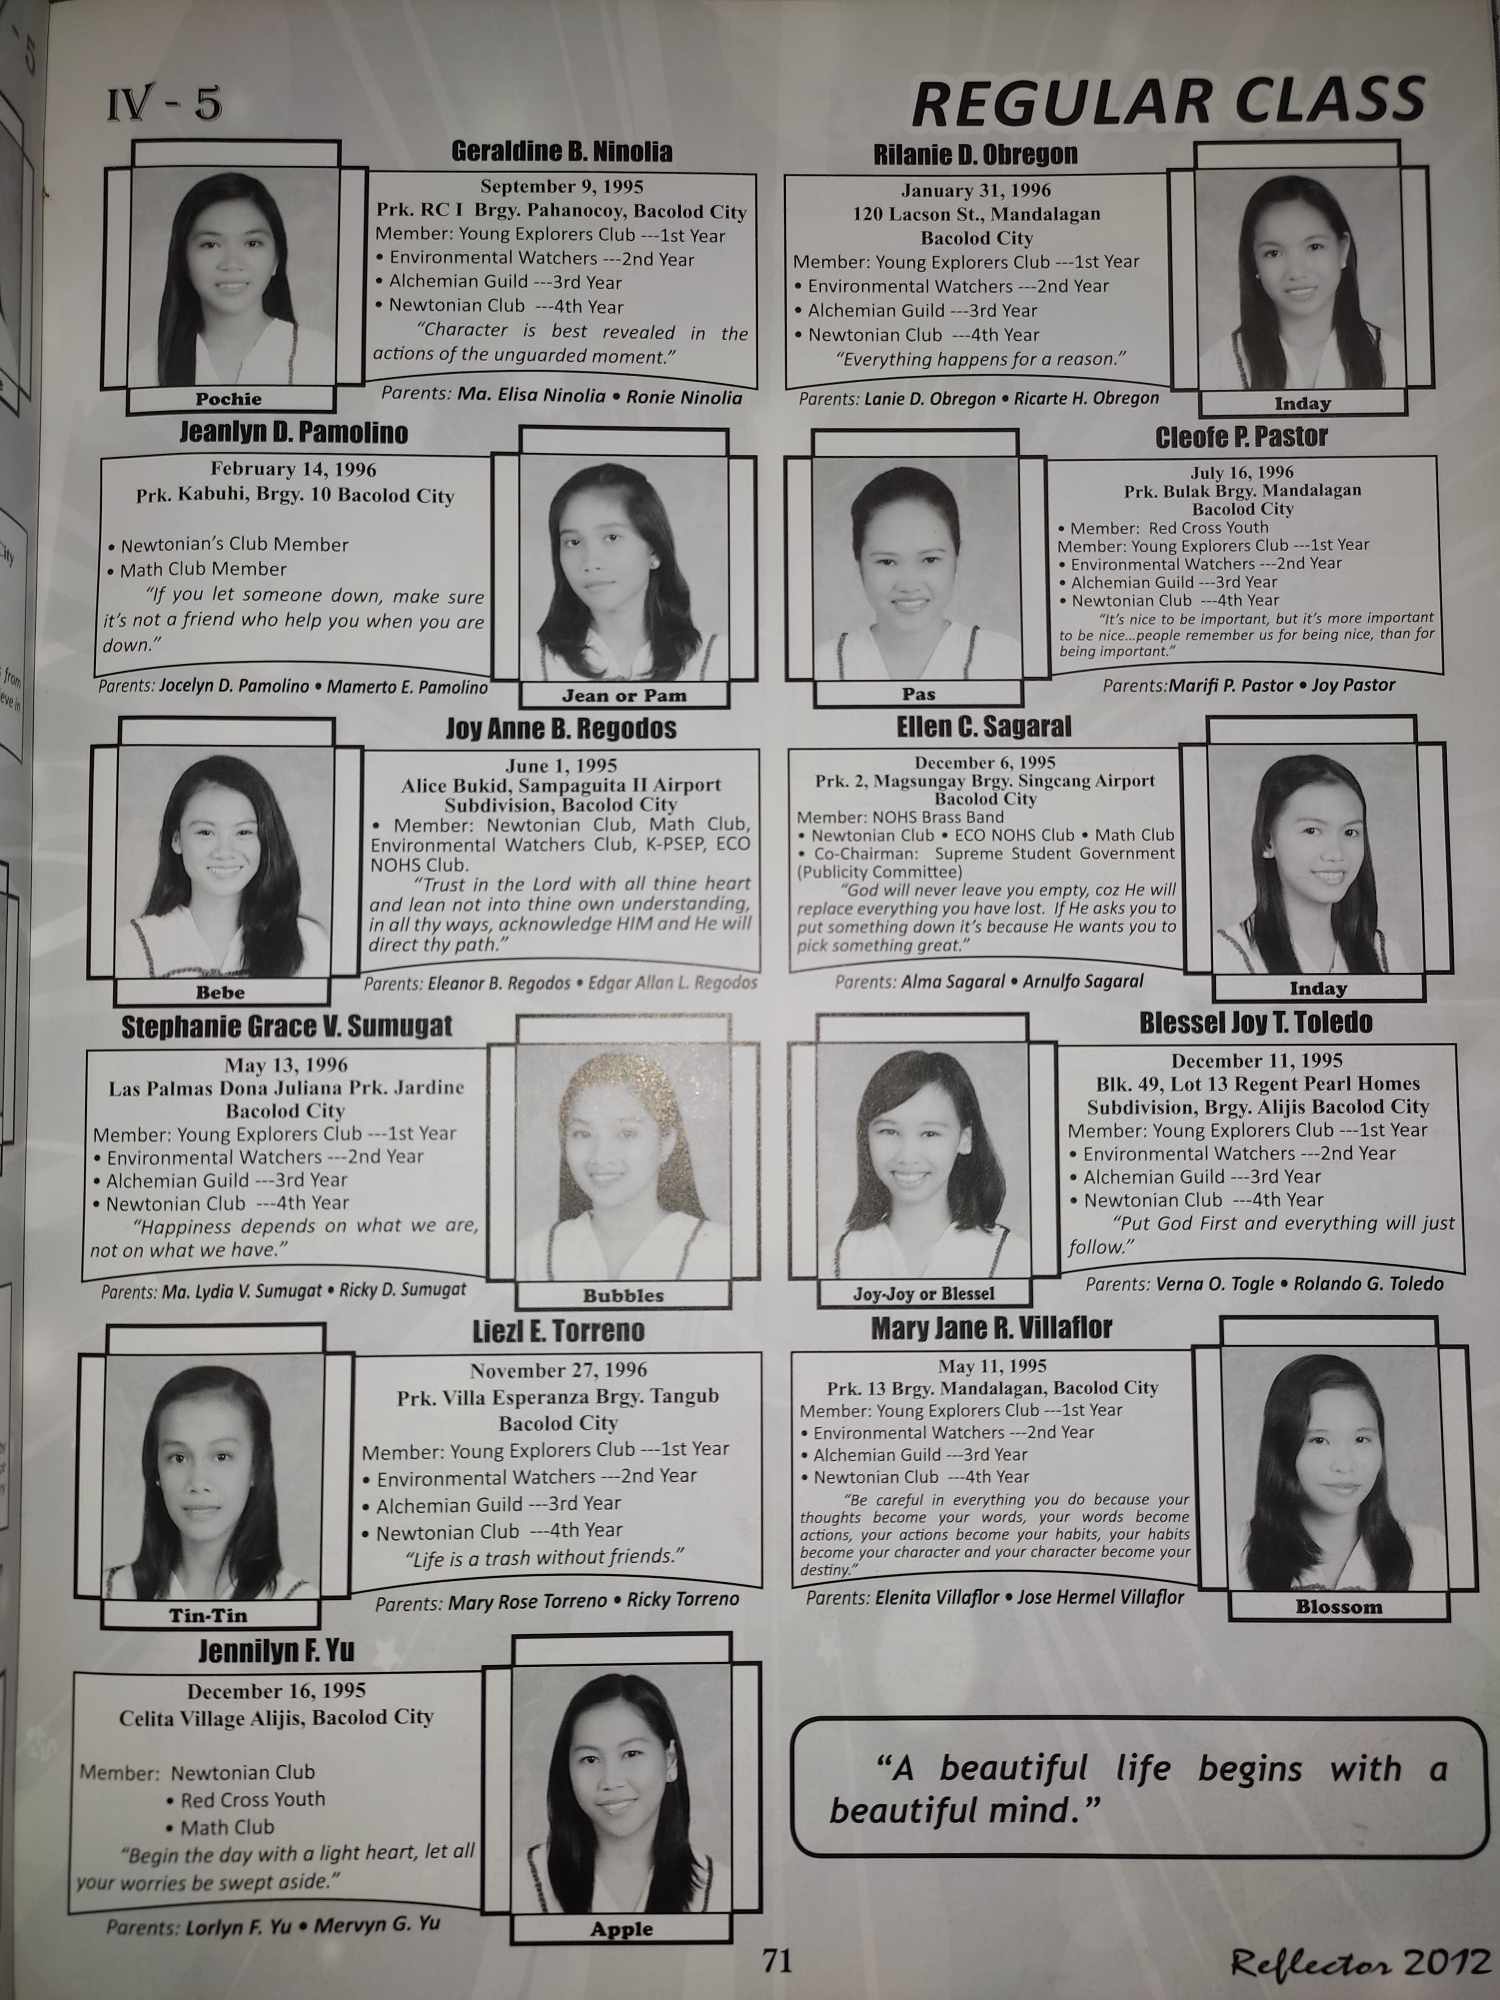 IV - 5
REGULAR CLASS
Geraldine B. Ninolia
September 9, 1995
Prk. RC I Brgy. Pahanocoy, Bacolod City
Member: Young Explorers Club ---1st Year
• Environmental Watchers ---2nd Year
• Alchemian Guild ---3rd Year
• Newtonian Club ---4th Year
“Character is best revealed in the
actions of the unguarded moment.”
Parents: Ma. Elisa Ninolia • Ronie Ninolia
Pochie
Rilanie D. Obregon
January 31, 1996
120 Lacson St., Mandalagan
Bacolod City
Member: Young Explorers Club ---1st Year
• Environmental Watchers ---2nd Year
• Alchemian Guild ---3rd Year
• Newtonian Club ---4th Year
“Everything happens for a reason.”
Parents: Lanie D. Obregon • Ricarte H. Obregon
Inday
Jeanlyn D. Pamolino
February 14, 1996
Prk. Kabuhi, Brgy. 10 Bacolod City
• Newtonian’s Club Member
• Math Club Member
“If you let someone down, make sure
it’s not a friend who help you when you are
down.”
Parents: Jocelyn D. Pamolino • Mamerto E. Pamolino
Jean or Pam
Cleofe P. Pastor
July 16, 1996
Prk. Bulak Brgy. Mandalagan
Bacolod City
• Member: Red Cross Youth
Member: Young Explorers Club ---1st Year
• Environmental Watchers ---2nd Year
• Alchemian Guild ---3rd Year
• Newtonian Club ---4th Year
“It’s nice to be important, but it’s more important
to be nice...people remember us for being nice, than for
being important.”
Parents:Marifi P. Pastor • Joy Pastor
Pas
Joy Anne B. Regodos
June 1, 1995
Alice Bukid, Sampaguita II Airport
Subdivision, Bacolod City
• Member: Newtonian Club, Math Club,
Environmental Watchers Club, K-PSEP, ECO
NOHS Club.
“Trust in the Lord with all thine heart
and lean not into thine own understanding,
in all thy ways, acknowledge HIM and He will
direct thy path.”
Parents: Eleanor B. Regodos • Edgar Allan L. Regodos
Bebe
Ellen C. Sagaral
December 6, 1995
Prk. 2, Magsungay Brgy. Singcang Airport
Bacolod City
Member: NOHS Brass Band
• Newtonian Club • ECO NOHS Club • Math Club
• Co-Chairman: Supreme Student Government
(Publicity Committee)
“God will never leave you empty, coz He will
replace everything you have lost. If He asks you to
put something down it’s because He wants you to
pick something great.”
Parents: Alma Sagaral • Arnulfo Sagaral
Inday
Stephanie Grace V. Sumugat
May 13, 1996
Las Palmas Dona Juliana Prk. Jardine
Bacolod City
Member: Young Explorers Club ---1st Year
• Environmental Watchers ---2nd Year
• Alchemian Guild ---3rd Year
• Newtonian Club ---4th Year
“Happiness depends on what we are,
not on what we have.”
Parents: Ma. Lydia V. Sumugat • Ricky D. Sumugat
Bubbles
Blessel Joy T. Toledo
December 11, 1995
Blk. 49, Lot 13 Regent Pearl Homes
Subdivision, Brgy. Alijis Bacolod City
Member: Young Explorers Club ---1st Year
• Environmental Watchers ---2nd Year
• Alchemian Guild ---3rd Year
• Newtonian Club ---4th Year
“Put God First and everything will just
follow.”
Parents: Verna O. Togle • Rolando G. Toledo
Joy-Joy or Blessel
Liezl E. Torreno
November 27, 1996
Prk. Villa Esperanza Brgy. Tangub
Bacolod City
Member: Young Explorers Club ---1st Year
• Environmental Watchers ---2nd Year
• Alchemian Guild ---3rd Year
• Newtonian Club ---4th Year
“Life is a trash without friends.”
Parents: Mary Rose Torreno • Ricky Torreno
Tin-Tin
Mary Jane R. Villaflor
May 11, 1995
Prk. 13 Brgy. Mandalagan, Bacolod City
Member: Young Explorers Club ---1st Year
• Environmental Watchers ---2nd Year
• Alchemian Guild ---3rd Year
• Newtonian Club ---4th Year
“Be careful in everything you do because your
thoughts become your words, your words become
actions, your actions become your habits, your habits
become your character and your character become your
destiny.”
Parents: Elenita Villaflor • Jose Hermel Villaflor
Blossom
Jennilyn F. Yu
December 16, 1995
Celita Village Alijis, Bacolod City
Member: Newtonian Club
• Red Cross Youth
• Math Club
“Begin the day with a light heart, let all
your worries be swept aside.”
Parents: Lorlyn F. Yu • Mervyn G. Yu
Apple
“A beautiful life begins with a
beautiful mind.”
71
Reflector 2012